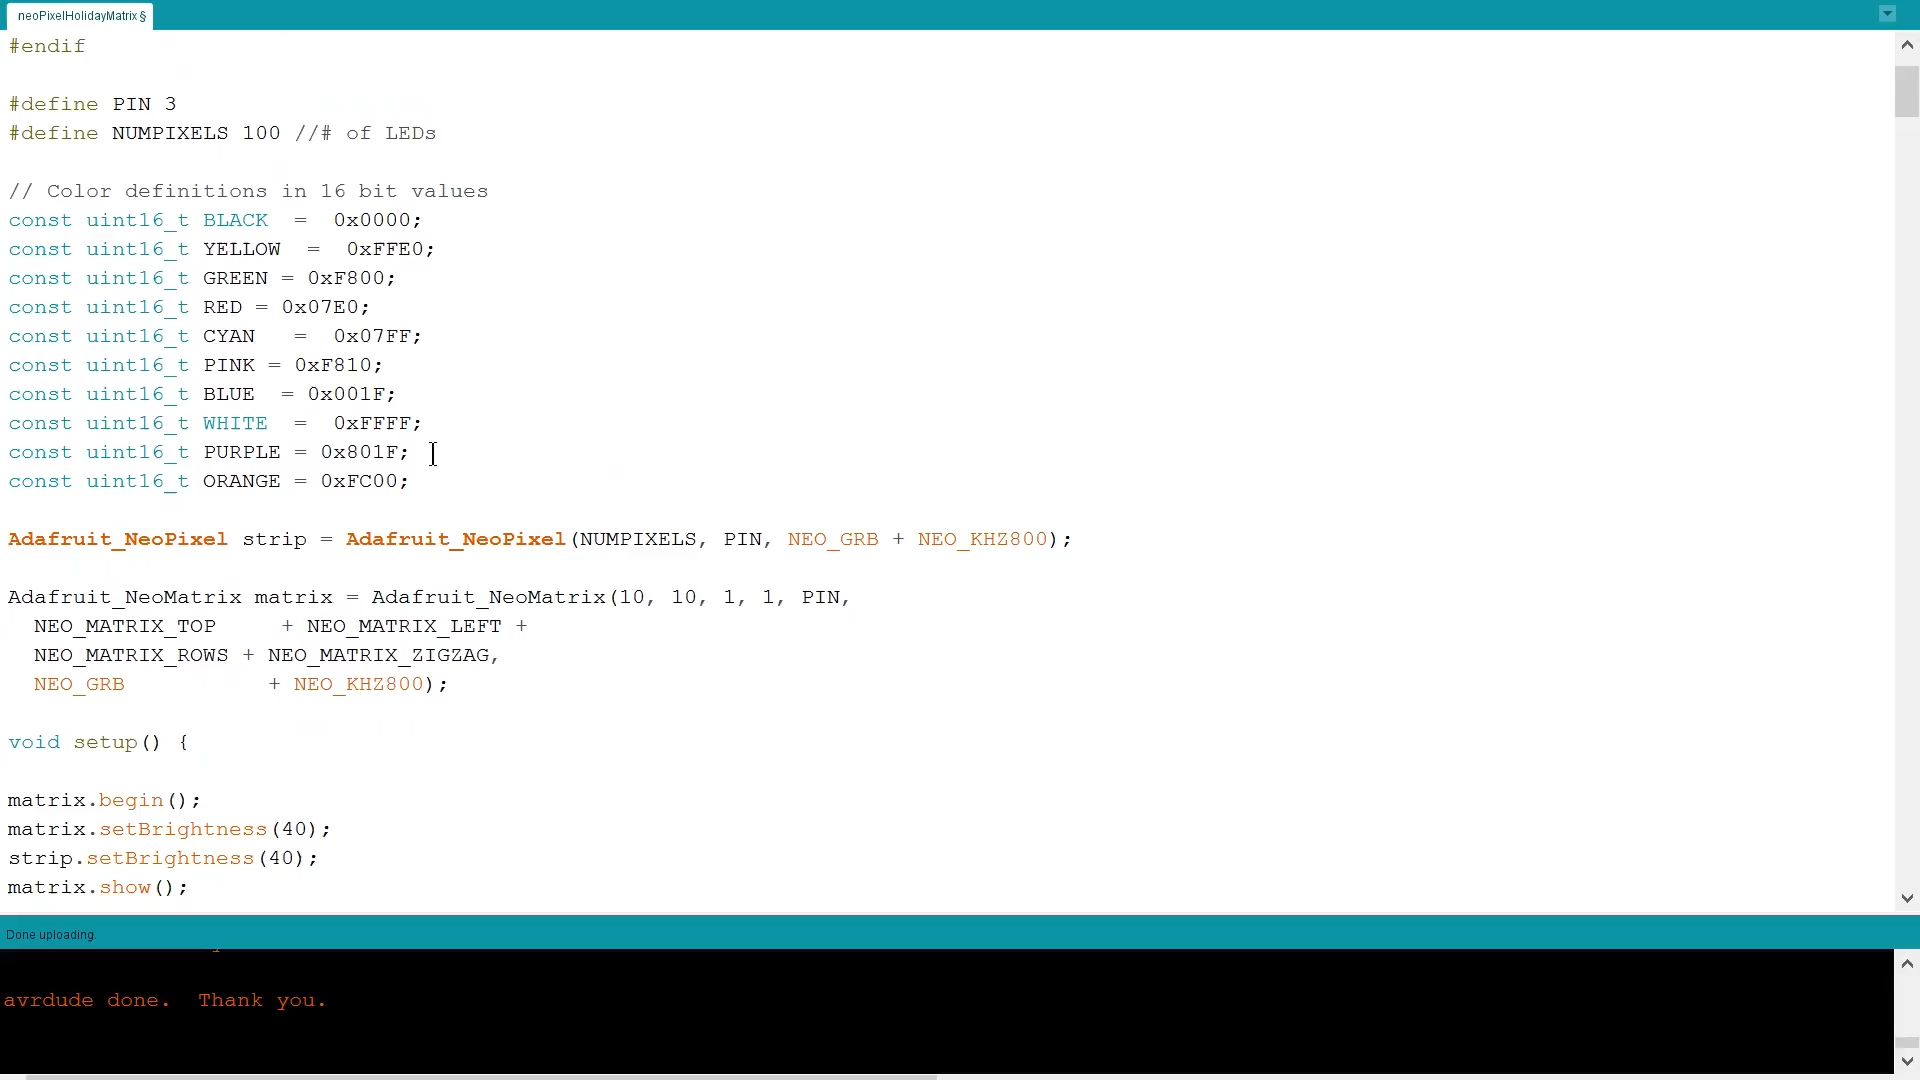 neoPixelHolidayMatrix §
#endif
#define PIN 3
#define NUMPIXELS 100 //# of LEDs
// Color definitions in 16 bit values
const uint16_t BLACK  =  0x0000;
const uint16_t YELLOW  =  0xFFE0;
const uint16_t GREEN = 0xF800;
const uint16_t RED = 0x07E0;
const uint16_t CYAN   =  0x07FF;
const uint16_t PINK = 0xF810;
const uint16_t BLUE  = 0x001F;
const uint16_t WHITE  =  0xFFFF;
const uint16_t PURPLE = 0x801F;
const uint16_t ORANGE = 0xFC00;
Adafruit_NeoPixel strip = Adafruit_NeoPixel(NUMPIXELS, PIN, NEO_GRB + NEO_KHZ800);
Adafruit_NeoMatrix matrix = Adafruit_NeoMatrix(10, 10, 1, 1, PIN,
  NEO_MATRIX_TOP     + NEO_MATRIX_LEFT +
  NEO_MATRIX_ROWS + NEO_MATRIX_ZIGZAG,
  NEO_GRB           + NEO_KHZ800);
void setup() {
matrix.begin();
matrix.setBrightness(40);
strip.setBrightness(40);
matrix.show();
Done uploading.
avrdude done.  Thank you.